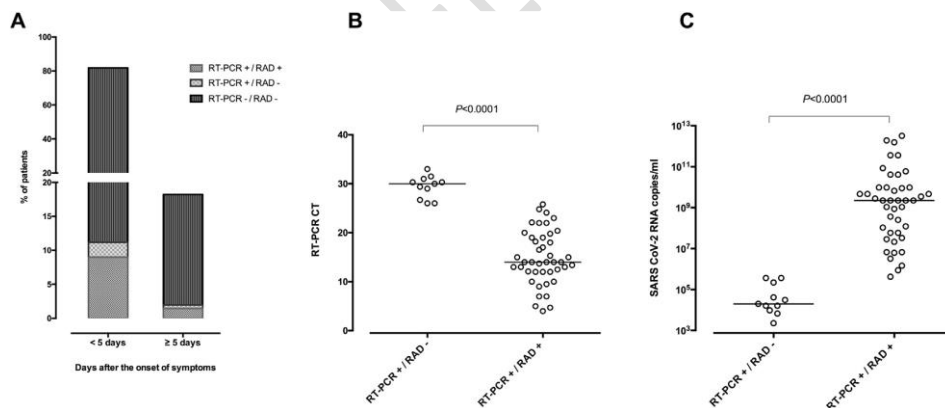 A
% of patients
100
80
60
40
20
20
15
10
5
0
< 5 days
≥ 5 days
Days after the onset of symptoms
RT-PCR + / RAD +
RT-PCR + / RAD -
RT-PCR - / RAD -
B
P<0.0001
RT-PCR CT
40
30
20
10
0
RT-PCR + / RAD -
RT-PCR + / RAD +
C
P<0.0001
SARS CoV-2 RNA copies/ml
10¹³
10¹¹
10⁹
10⁷
10⁵
10³
RT-PCR + / RAD -
RT-PCR + / RAD +